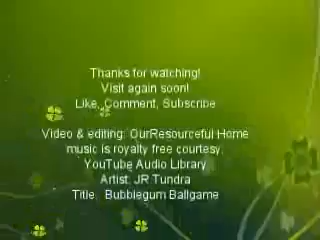 Thanks for watching!
Visit again soon!
Like, Comment, Subscribe
Video & editing: OurResourceful Home
music is royalty free courtesy:
YouTube Audio Library
Artist: JR Tundra
Title: Bubblegum Ballgame